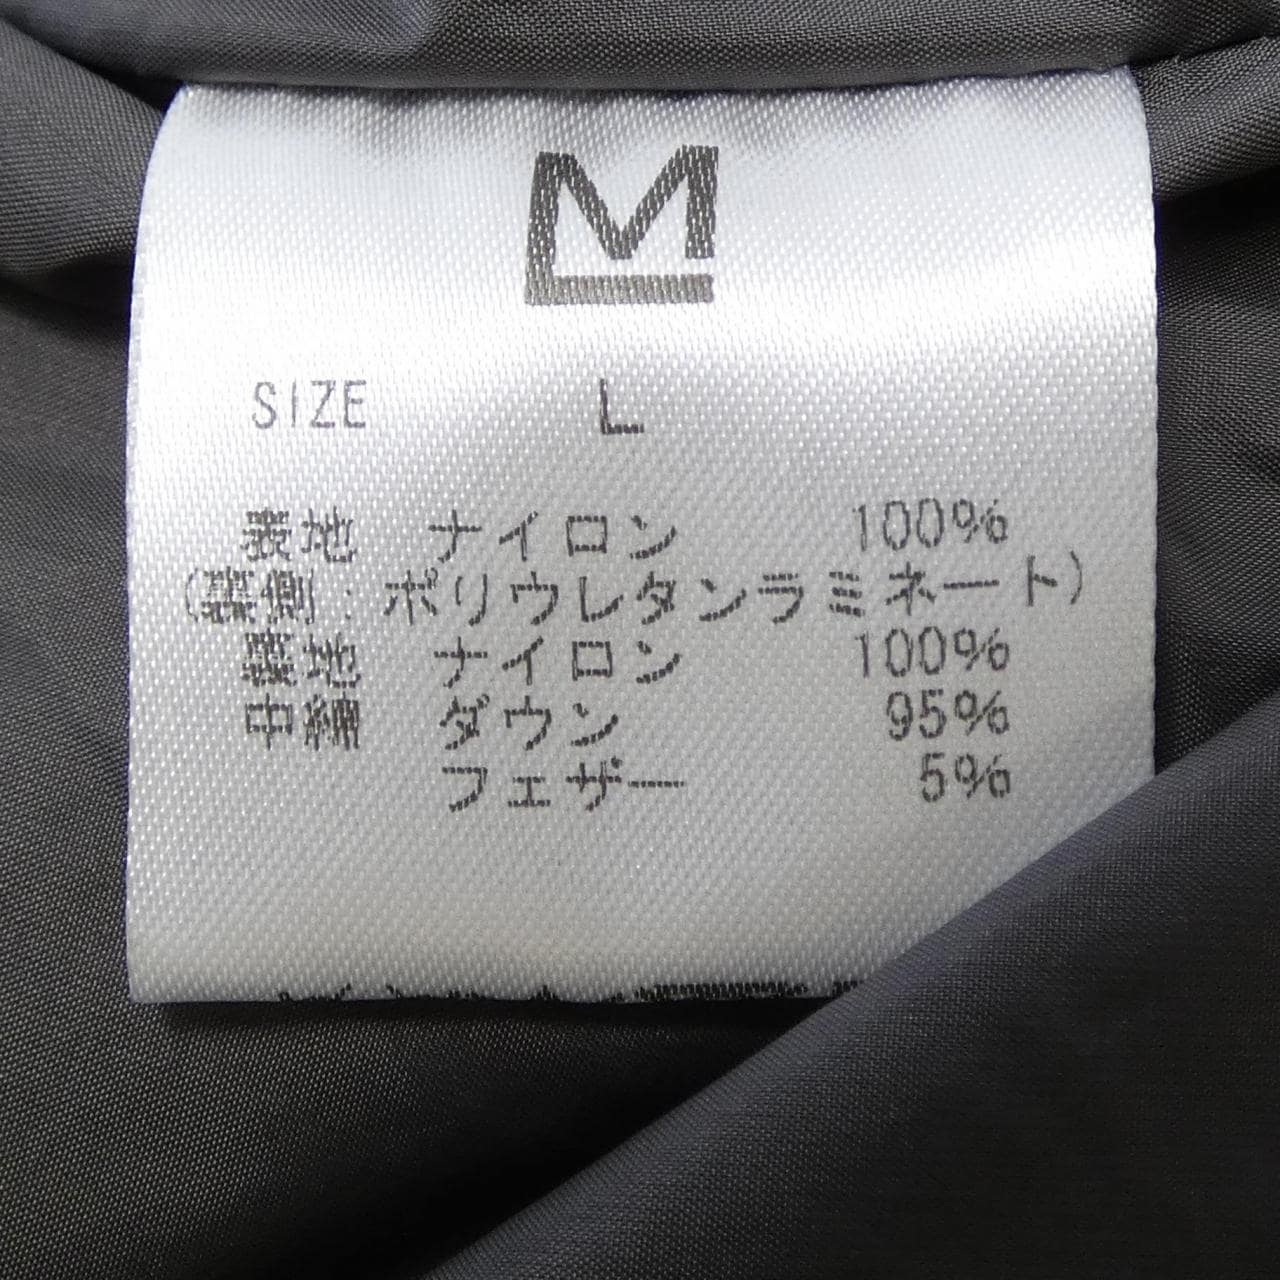 M
SIZE L
表地 ナイロン 100%
(裏側:ポリウレタンラミネート)
裏地 ナイロン 100%
中綿 ダウン 95%
フェザー 5%